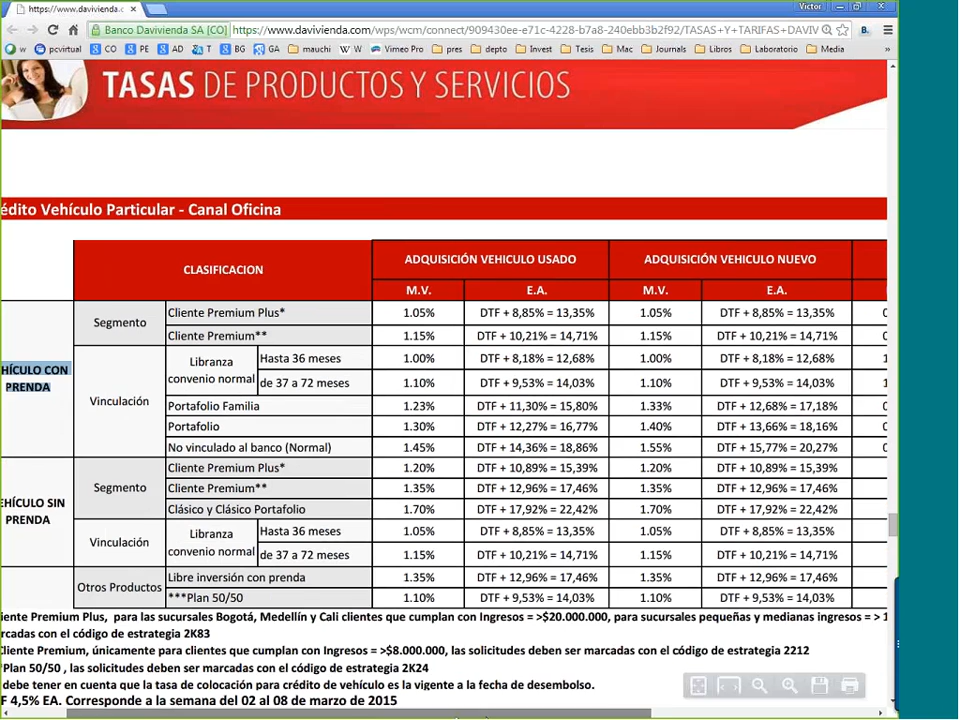 Victor
https://www.davivienda.c
Banco Davivienda SA [CO] https://www.davivienda.com/wps/wcm/connect/909430ee-e71c-4228-b7a8-240ebb3b2f92/TASAS+Y+TARIFAS+DAVIV
w pcvirtual CO PE AD T BG GA mauchi W Vimeo Pro pres depto Invest Tesis Mac Journals Libros Laboratorio Media »
TASAS DE PRODUCTOS Y SERVICIOS
édito Vehículo Particular - Canal Oficina
CLASIFICACION ADQUISICIÓN VEHICULO USADO ADQUISICIÓN VEHICULO NUEVO
M.V. E.A. M.V. E.A.
HÍCULO CON PRENDA
Segmento Cliente Premium Plus* 1.05% DTF + 8,85% = 13,35% 1.05% DTF + 8,85% = 13,35% 0
Cliente Premium** 1.15% DTF + 10,21% = 14,71% 1.15% DTF + 10,21% = 14,71% 0
Vinculación Libranza convenio normal Hasta 36 meses 1.00% DTF + 8,18% = 12,68% 1.00% DTF + 8,18% = 12,68% 1
de 37 a 72 meses 1.10% DTF + 9,53% = 14,03% 1.10% DTF + 9,53% = 14,03% 1
Portafolio Familia 1.23% DTF + 11,30% = 15,80% 1.33% DTF + 12,68% = 17,18% 0
Portafolio 1.30% DTF + 12,27% = 16,77% 1.40% DTF + 13,66% = 18,16% 0
No vinculado al banco (Normal) 1.45% DTF + 14,36% = 18,86% 1.55% DTF + 15,77% = 20,27% 0
EHÍCULO SIN PRENDA
Segmento Cliente Premium Plus* 1.20% DTF + 10,89% = 15,39% 1.20% DTF + 10,89% = 15,39%
Cliente Premium** 1.35% DTF + 12,96% = 17,46% 1.35% DTF + 12,96% = 17,46%
Clásico y Clásico Portafolio 1.70% DTF + 17,92% = 22,42% 1.70% DTF + 17,92% = 22,42%
Vinculación Libranza convenio normal Hasta 36 meses 1.05% DTF + 8,85% = 13,35% 1.05% DTF + 8,85% = 13,35%
de 37 a 72 meses 1.15% DTF + 10,21% = 14,71% 1.15% DTF + 10,21% = 14,71%
Otros Productos Libre inversión con prenda 1.35% DTF + 12,96% = 17,46% 1.35% DTF + 12,96% = 17,46%
***Plan 50/50 1.10% DTF + 9,53% = 14,03% 1.10% DTF + 9,53% = 14,03%
iente Premium Plus, para las sucursales Bogotá, Medellín y Cali clientes que cumplan con Ingresos = >$20.000.000, para sucursales pequeñas y medianas ingresos = > 1
rcadas con el código de estrategia 2K83
Cliente Premium, únicamente para clientes que cumplan con Ingresos = >$8.000.000, las solicitudes deben ser marcadas con el código de estrategia 2212
*Plan 50/50 , las solicitudes deben ser marcadas con el código de estrategia 2K24
debe tener en cuenta que la tasa de colocación para crédito de vehículo es la vigente a la fecha de desembolso.
F 4,5% EA. Corresponde a la semana del 02 al 08 de marzo de 2015